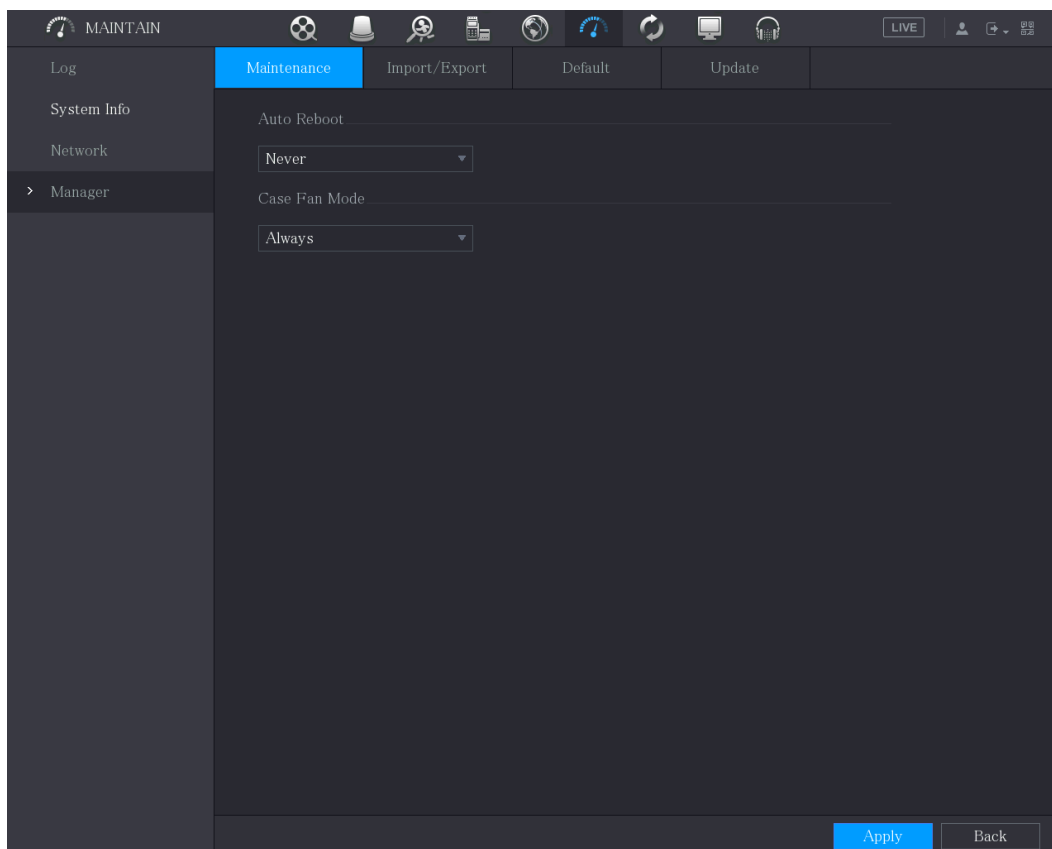 MAINTAIN LIVE
Log
System Info
Network
Manager
Maintenance Import/Export Default Update
Auto Reboot
Never
Case Fan Mode
Always
Apply Back